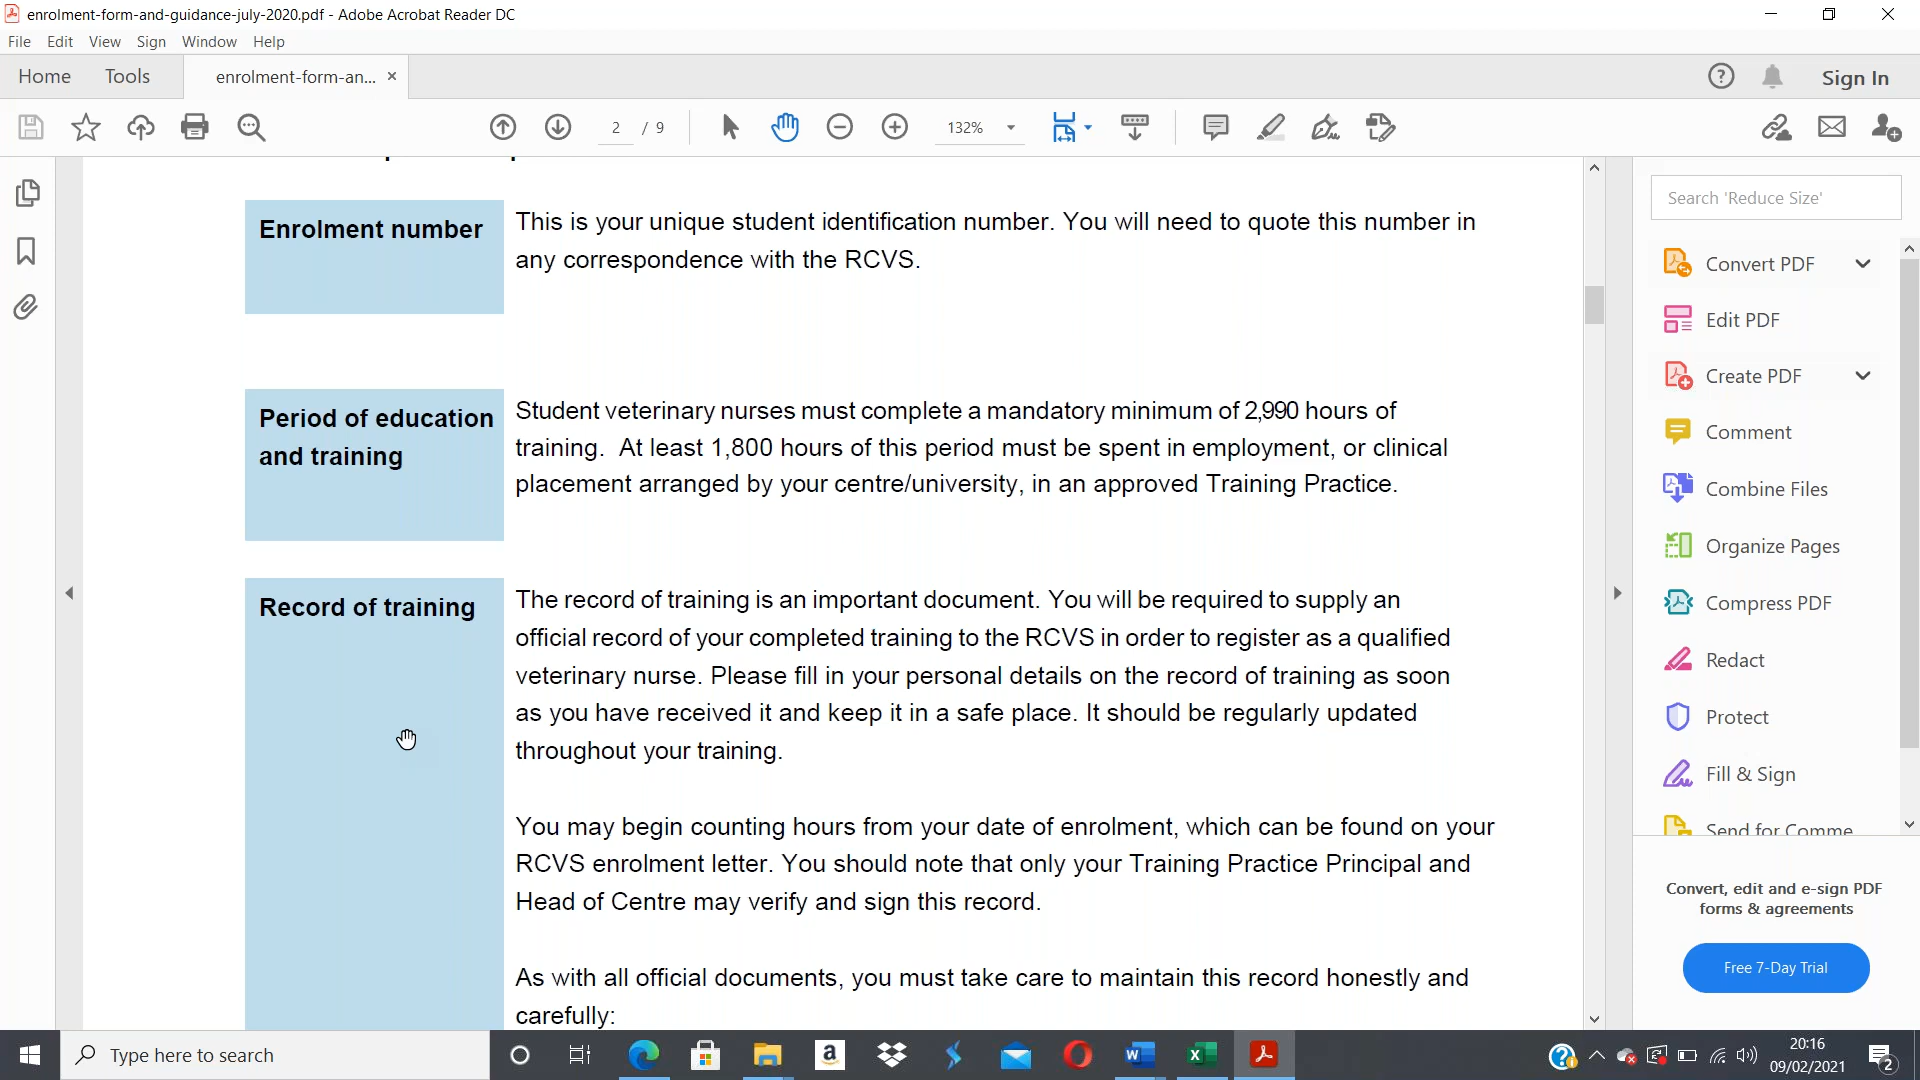 enrolment-form-and-guidance-july-2020.pdf - Adobe Acrobat Reader DC
File Edit View Sign Window Help
Home Tools enrolment-form-an... × Sign In
2 / 9 132%
Enrolment number
This is your unique student identification number. You will need to quote this number in
any correspondence with the RCVS.
Period of education
and training
Student veterinary nurses must complete a mandatory minimum of 2,990 hours of
training. At least 1,800 hours of this period must be spent in employment, or clinical
placement arranged by your centre/university, in an approved Training Practice.
Record of training
The record of training is an important document. You will be required to supply an
official record of your completed training to the RCVS in order to register as a qualified
veterinary nurse. Please fill in your personal details on the record of training as soon
as you have received it and keep it in a safe place. It should be regularly updated
throughout your training.
You may begin counting hours from your date of enrolment, which can be found on your
RCVS enrolment letter. You should note that only your Training Practice Principal and
Head of Centre may verify and sign this record.
As with all official documents, you must take care to maintain this record honestly and
carefully:
Search 'Reduce Size'
Convert PDF
Edit PDF
Create PDF
Comment
Combine Files
Organize Pages
Compress PDF
Redact
Protect
Fill & Sign
Send for Comme
Convert, edit and e-sign PDF
forms & agreements
Free 7-Day Trial
Type here to search
20:16
09/02/2021
2